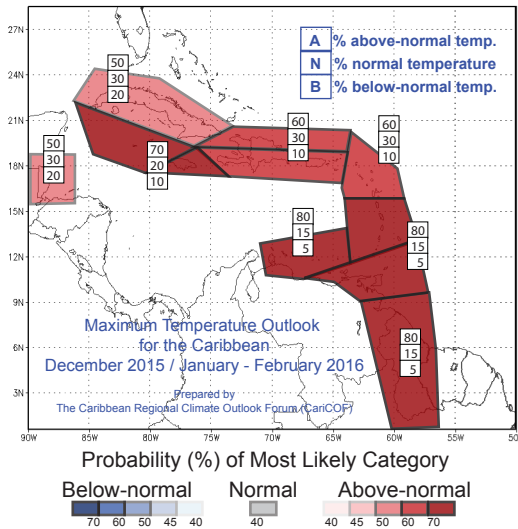 27N
24N
21N
18N
15N
12N
9N
6N
3N
90W
85W
80W
75W
70W
65W
60W
55W
50
A % above-normal temp.
N % normal temperature
B % below-normal temp.
50
30
20
50
30
20
70
20
10
60
30
10
60
30
10
80
15
5
80
15
5
80
15
5
Maximum Temperature Outlook
for the Caribbean
December 2015 / January - February 2016
Prepared by
The Caribbean Regional Climate Outlook Forum (CariCOF)
Probability (%) of Most Likely Category
Below-normal Normal Above-normal
70 60 50 45 40 40 40 45 50 60 70